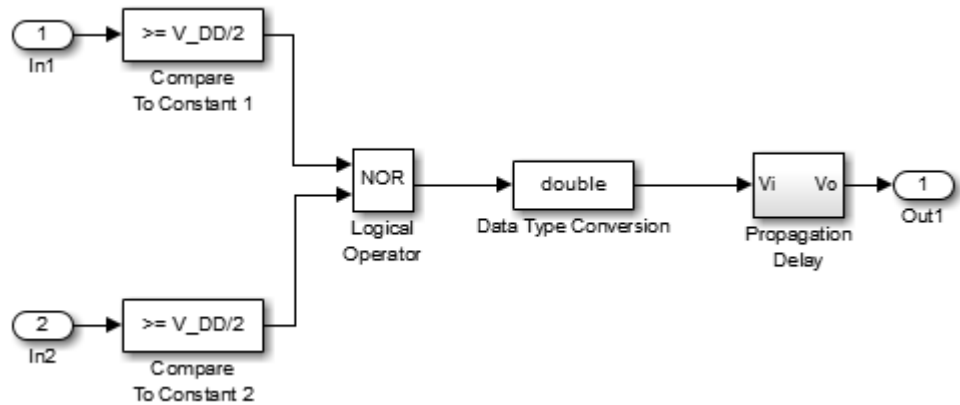 1
In1
>= V_DD/2
Compare
To Constant 1
NOR
Logical
Operator
double
Data Type Conversion
Vi
Vo
Propagation
Delay
1
Out1
2
In2
>= V_DD/2
Compare
To Constant 2